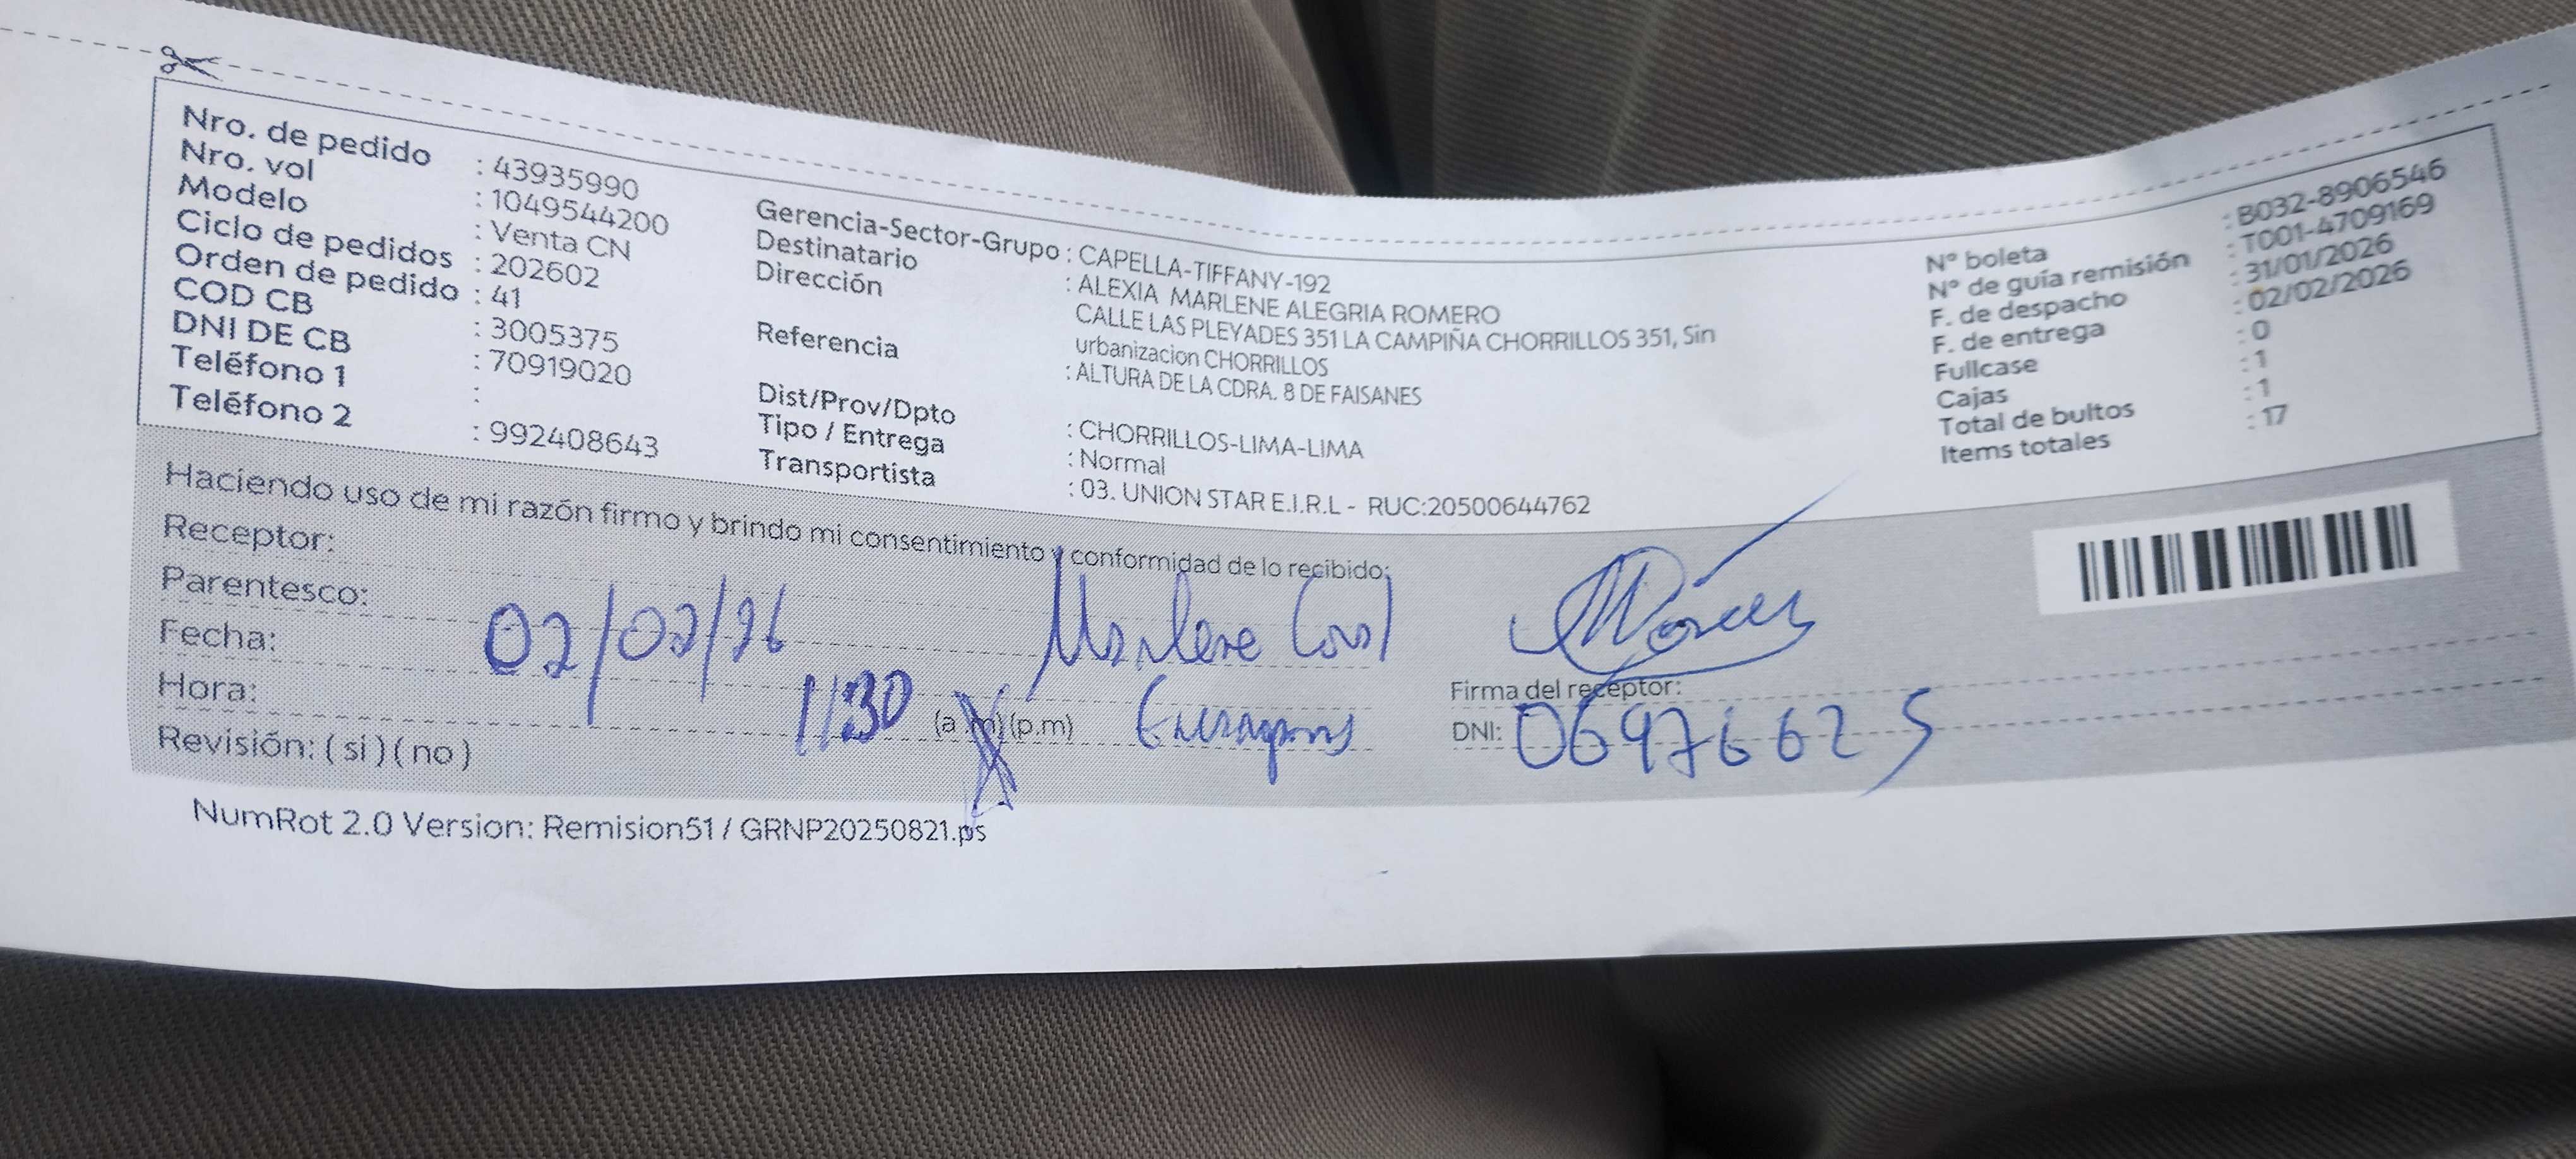 Nro. de pedido : 43935990
Nro. vol : 1049544200
Modelo : Venta CN
Ciclo de pedidos : 202602
Orden de pedido : 41
COD CB : 3005375
DNI DE CB : 70919020
Teléfono 1 :
Teléfono 2 : 992408643
Gerencia-Sector-Grupo : CAPELLA-TIFFANY-192
Destinatario : ALEXIA MARLENE ALEGRIA ROMERO
Dirección CALLE LAS PLEYADES 351 LA CAMPIÑA CHORRILLOS 351, Sin
urbanizacion CHORRILLOS
Referencia : ALTURA DE LA CDRA. 8 DE FAISANES
Dist/Prov/Dpto : CHORRILLOS-LIMA-LIMA
Tipo / Entrega : Normal
Transportista : 03. UNION STAR E.I.R.L - RUC:20500644762
N° boleta : B032-8906546
N° de guía remisión : T001-4709169
F. de despacho : 31/01/2026
F. de entrega : 02/02/2026
Fullcase : 0
Cajas : 1
Total de bultos : 1
Items totales : 17
Haciendo uso de mi razón firmo y brindo mi consentimiento y conformidad de lo recibido:
Receptor:
Parentesco:
Fecha: 02/02/26 Marlene
Hora: 11:30 (a.m)(p.m)
Revisión: ( si ) ( no )
Firma del receptor:
DNI: 06976625
NumRot 2.0 Version: Remision51 / GRNP20250821.ps